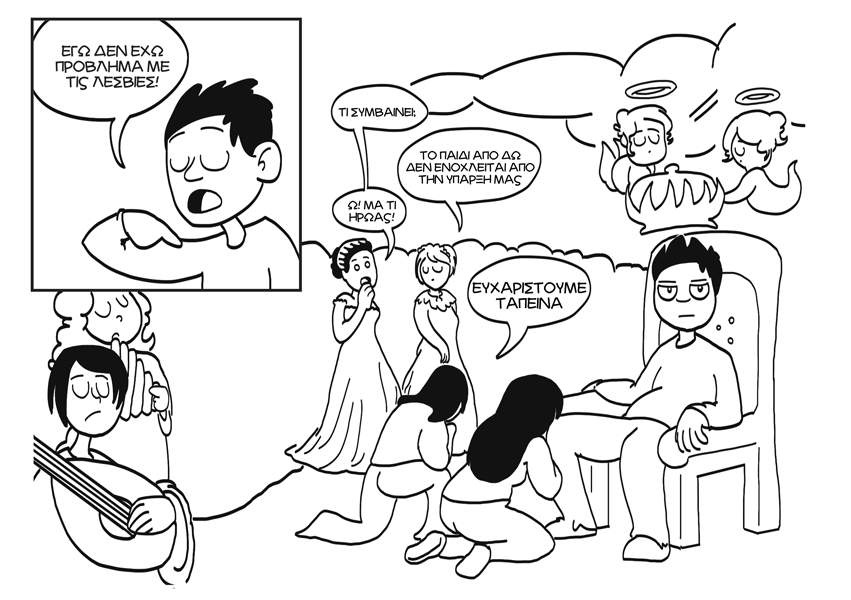 ΕΓΩ ΔΕΝ ΕΧΩ
ΠΡΟΒΛΗΜΑ ΜΕ
ΤΙΣ ΛΕΣΒΙΕΣ!
ΤΙ ΣΥΜΒΑΙΝΕΙ;
ΤΟ ΠΑΙΔΙ ΑΠΟ ΔΩ
ΔΕΝ ΕΝΟΧΛΕΙΤΑΙ ΑΠΟ
ΤΗΝ ΥΠΑΡΞΗ ΜΑΣ
Ω! ΜΑ ΤΙ
ΗΡΩΑΣ!
ΕΥΧΑΡΙΣΤΟΥΜΕ
ΤΑΠΕΙΝΑ